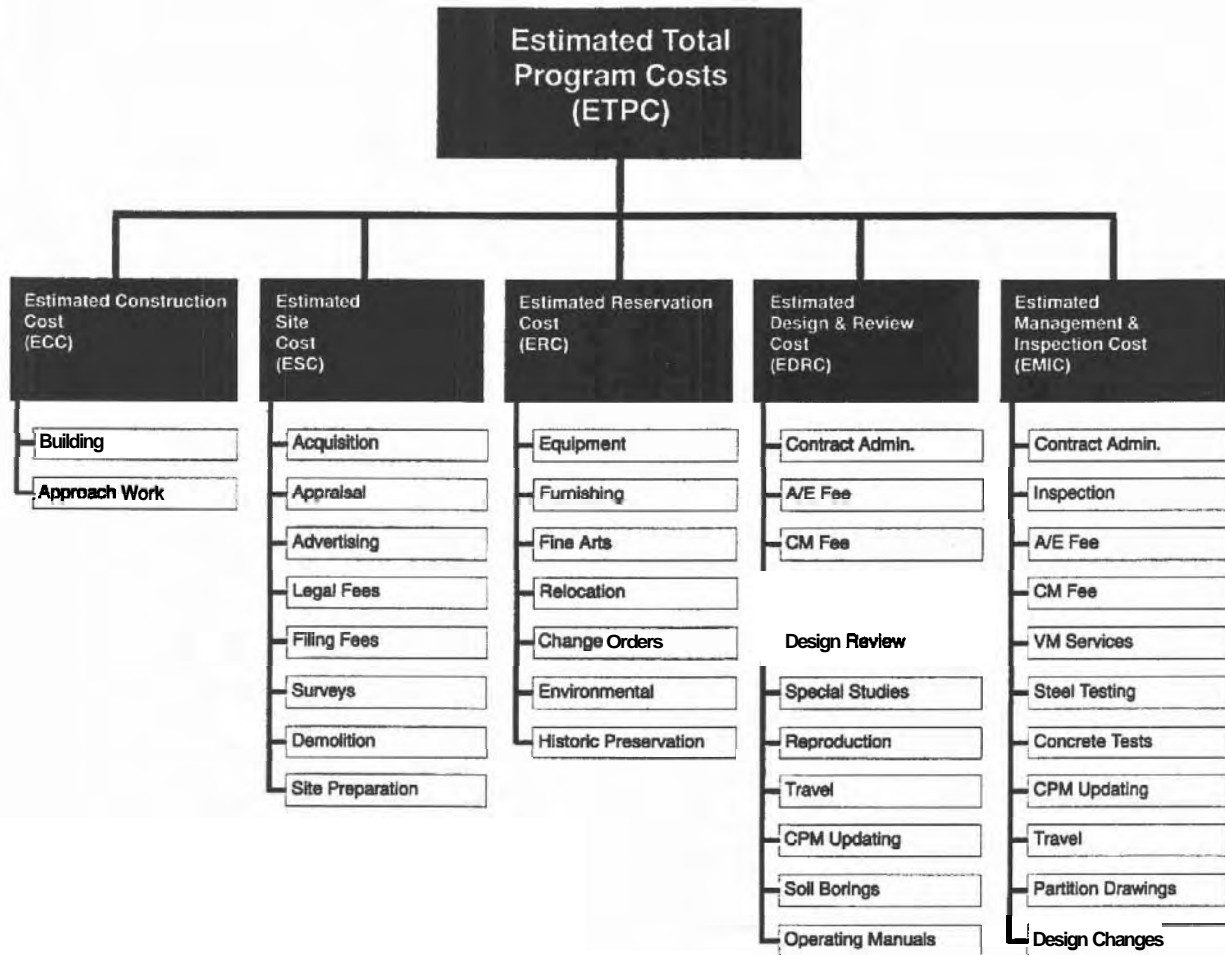 Estimated Total
Program Costs
(ETPC)
Estimated Construction
Cost
(ECC)
Building
Approach Work
Estimated
Site
Cost
(ESC)
Acquisition
Appraisal
Advertising
Legal Fees
Filing Fees
Surveys
Demolition
Site Preparation
Estimated Reservation
Cost
(ERC)
Equipment
Furnishing
Fine Arts
Relocation
Change Orders
Environmental
Historic Preservation
Estimated
Design & Review
Cost
(EDRC)
Contract Admin.
A/E Fee
CM Fee
Design Review
Special Studies
Reproduction
Travel
CPM Updating
Soil Borings
Operating Manuals
Estimated
Management &
Inspection Cost
(EMIC)
Contract Admin.
Inspection
A/E Fee
CM Fee
VM Services
Steel Testing
Concrete Tests
CPM Updating
Travel
Partition Drawings
Design Changes